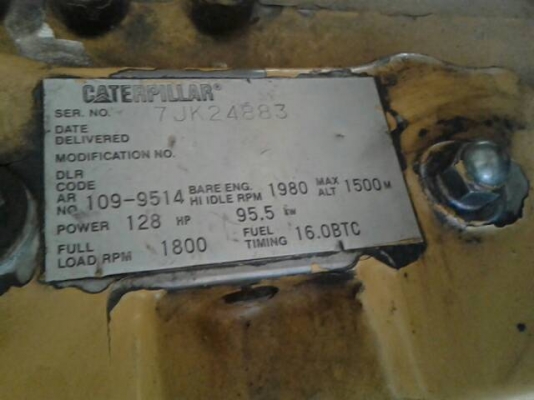 CATERPILLAR®
SER. NO. 7JK24883
DATE
DELIVERED
MODIFICATION NO.
DLR
CODE
AR NO. 109-9514 BARE ENG. HI IDLE RPM 1980 MAX ALT 1500 M
POWER 128 HP 95.5 kW
FULL LOAD RPM 1800 FUEL TIMING 16.0BTC